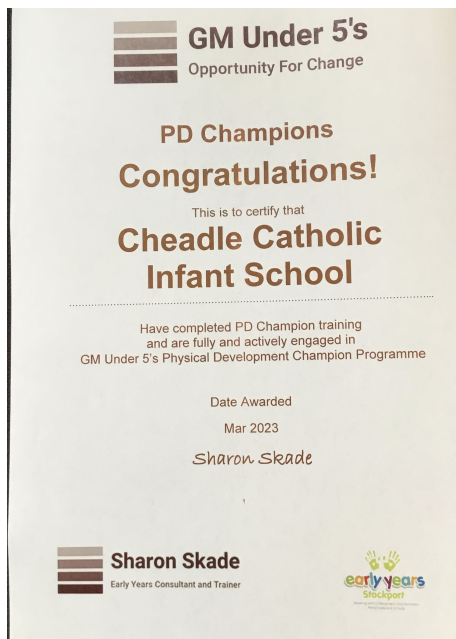 GM Under 5's
Opportunity For Change
PD Champions
Congratulations!
This is to certify that
Cheadle Catholic
Infant School
Have completed PD Champion training
and are fully and actively engaged in
GM Under 5's Physical Development Champion Programme
Date Awarded
Mar 2023
Sharon Skade
Sharon Skade
Early Years Consultant and Trainer
early years
Stockport